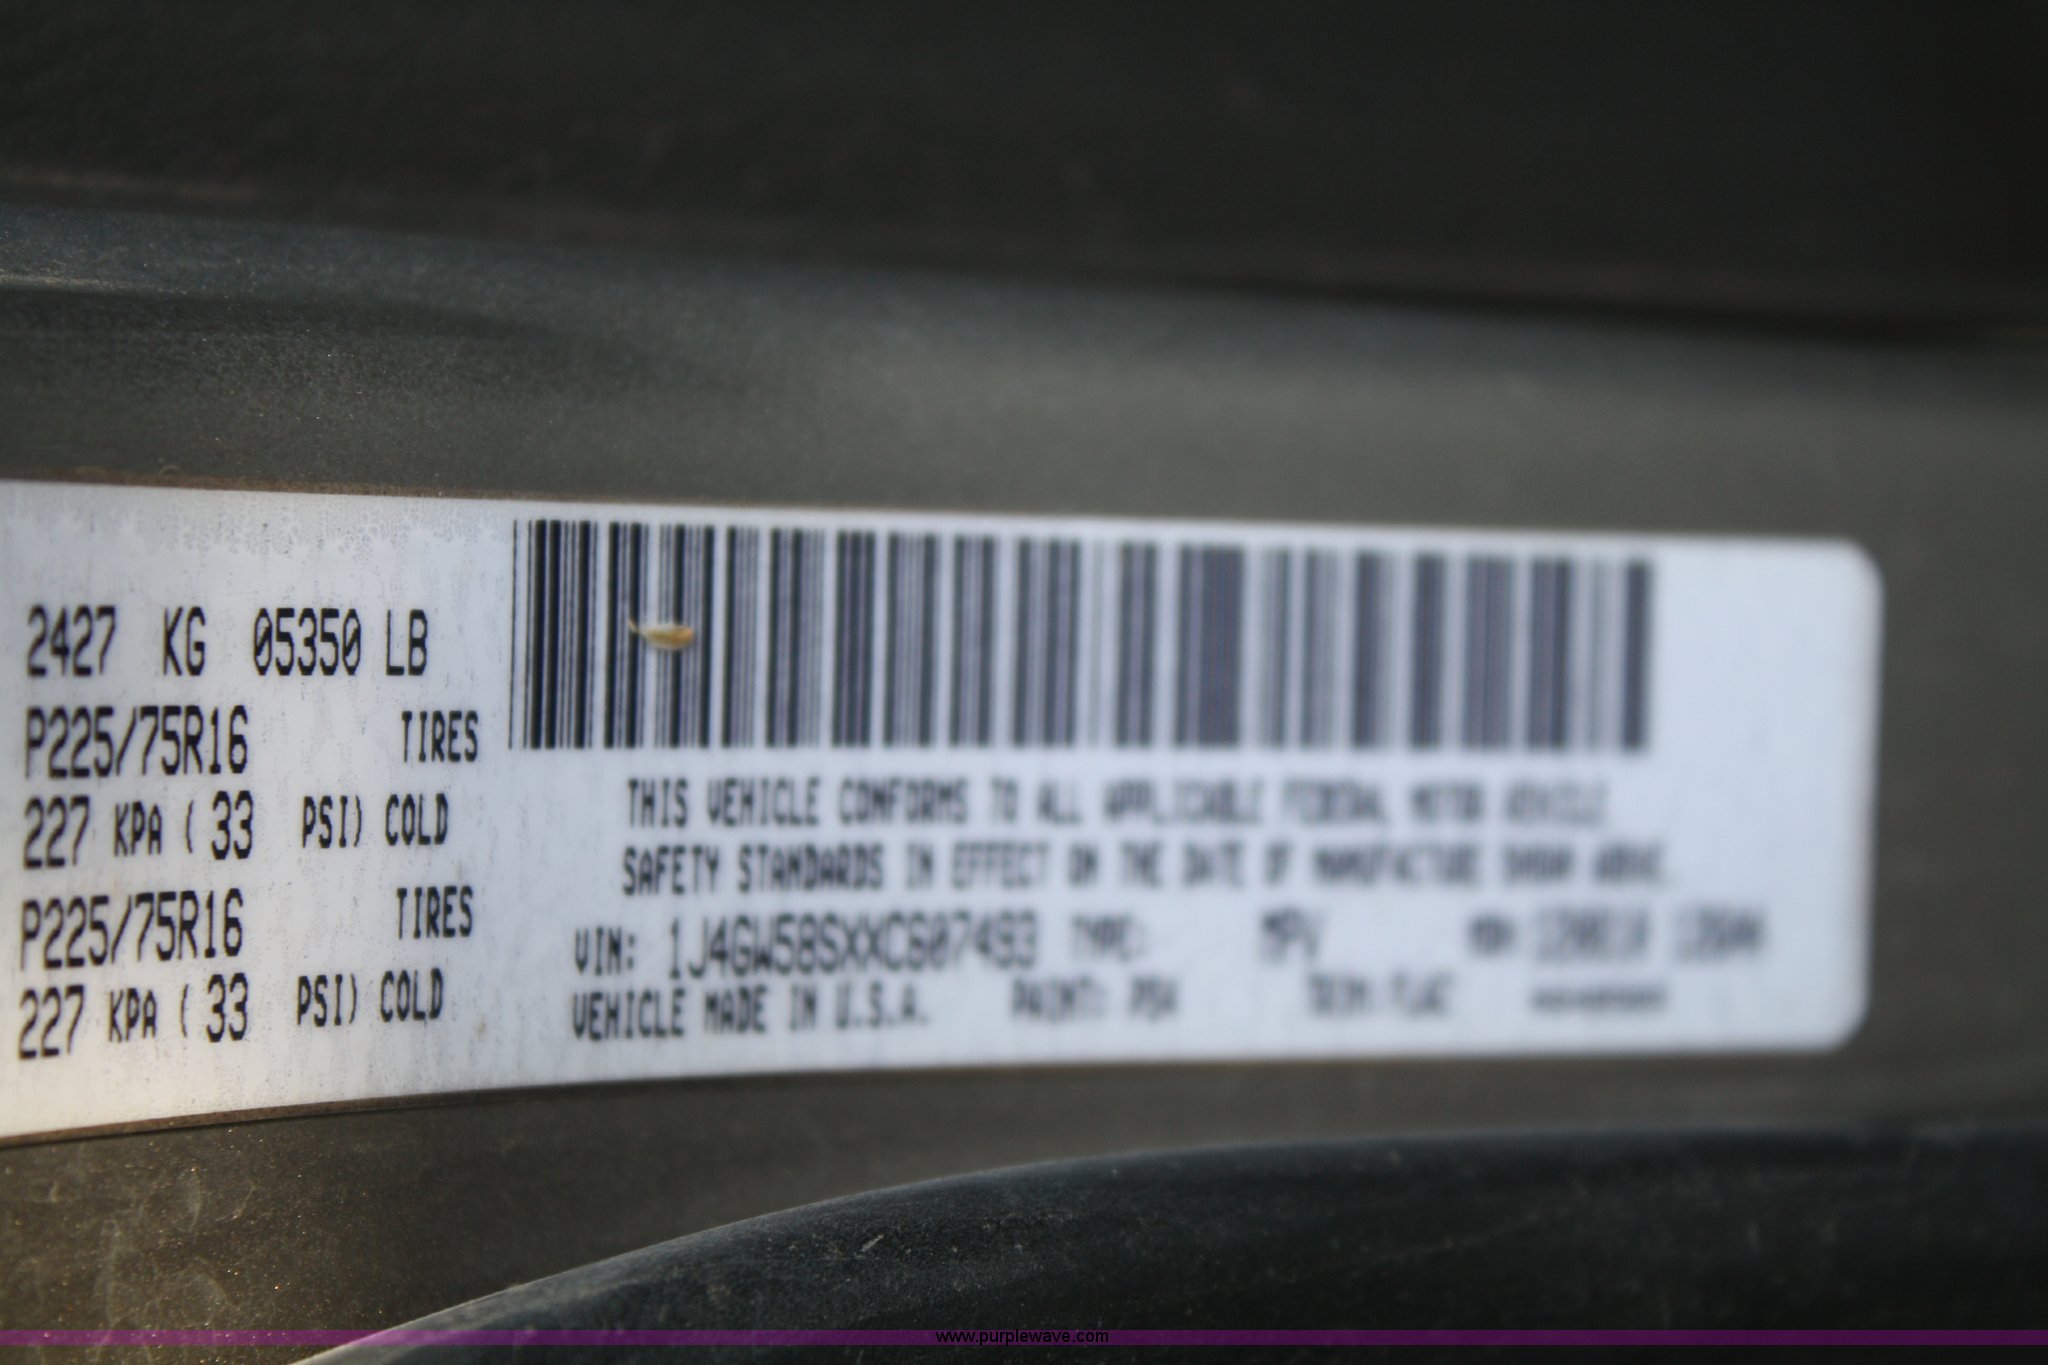 2427 KG 05350 LB
P225/75R16 TIRES
227 KPA ( 33 PSI) COLD
P225/75R16 TIRES
227 KPA ( 33 PSI) COLD
THIS VEHICLE CONFORMS TO ALL APPLICABLE FEDERAL MOTOR VEHICLE
SAFETY STANDARDS IN EFFECT ON THE DATE OF MANUFACTURE SHOWN ABOVE.
VIN: 1J4GW58SXXC607493 TYPE: MPV
VEHICLE MADE IN U.S.A. PAINT: TRIM:
www.purplewave.com